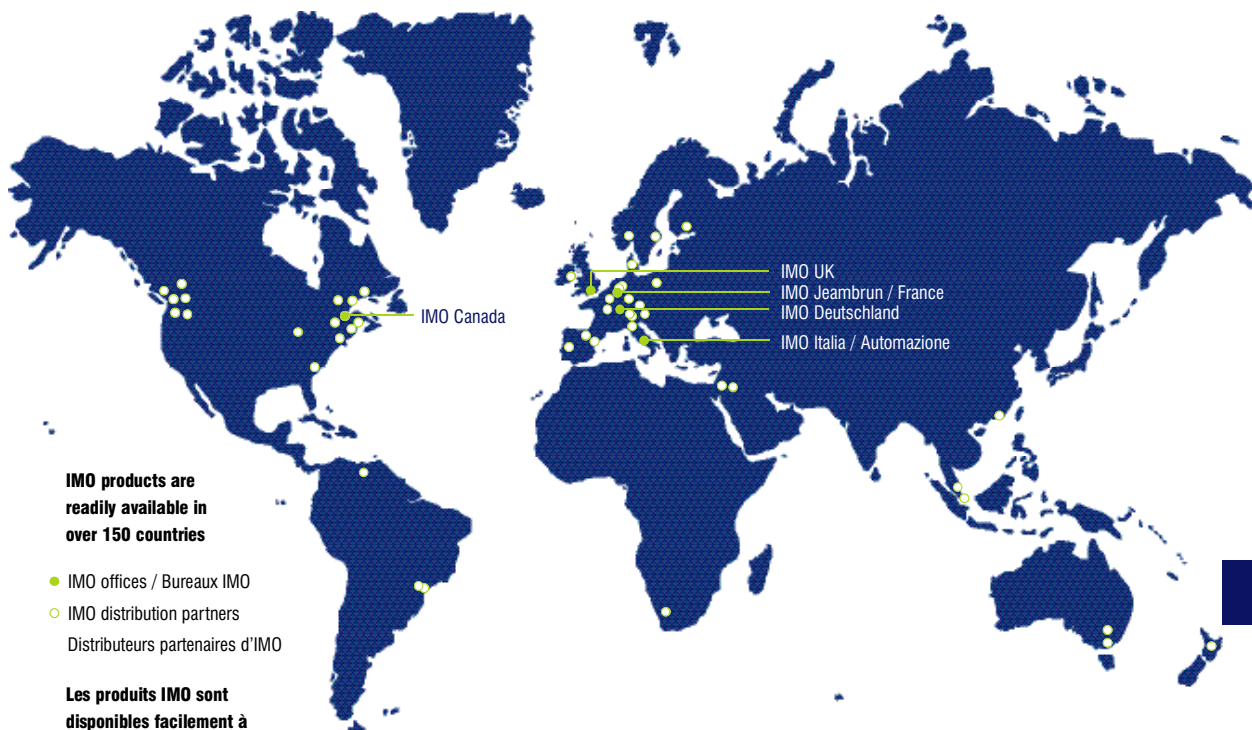 IMO UK
IMO Jeambrun / France
IMO Deutschland
IMO Canada
IMO Italia / Automazione
IMO products are
readily available in
over 150 countries
IMO offices / Bureaux IMO
IMO distribution partners
Distributeurs partenaires d'IMO
Les produits IMO sont
disponibles facilement à